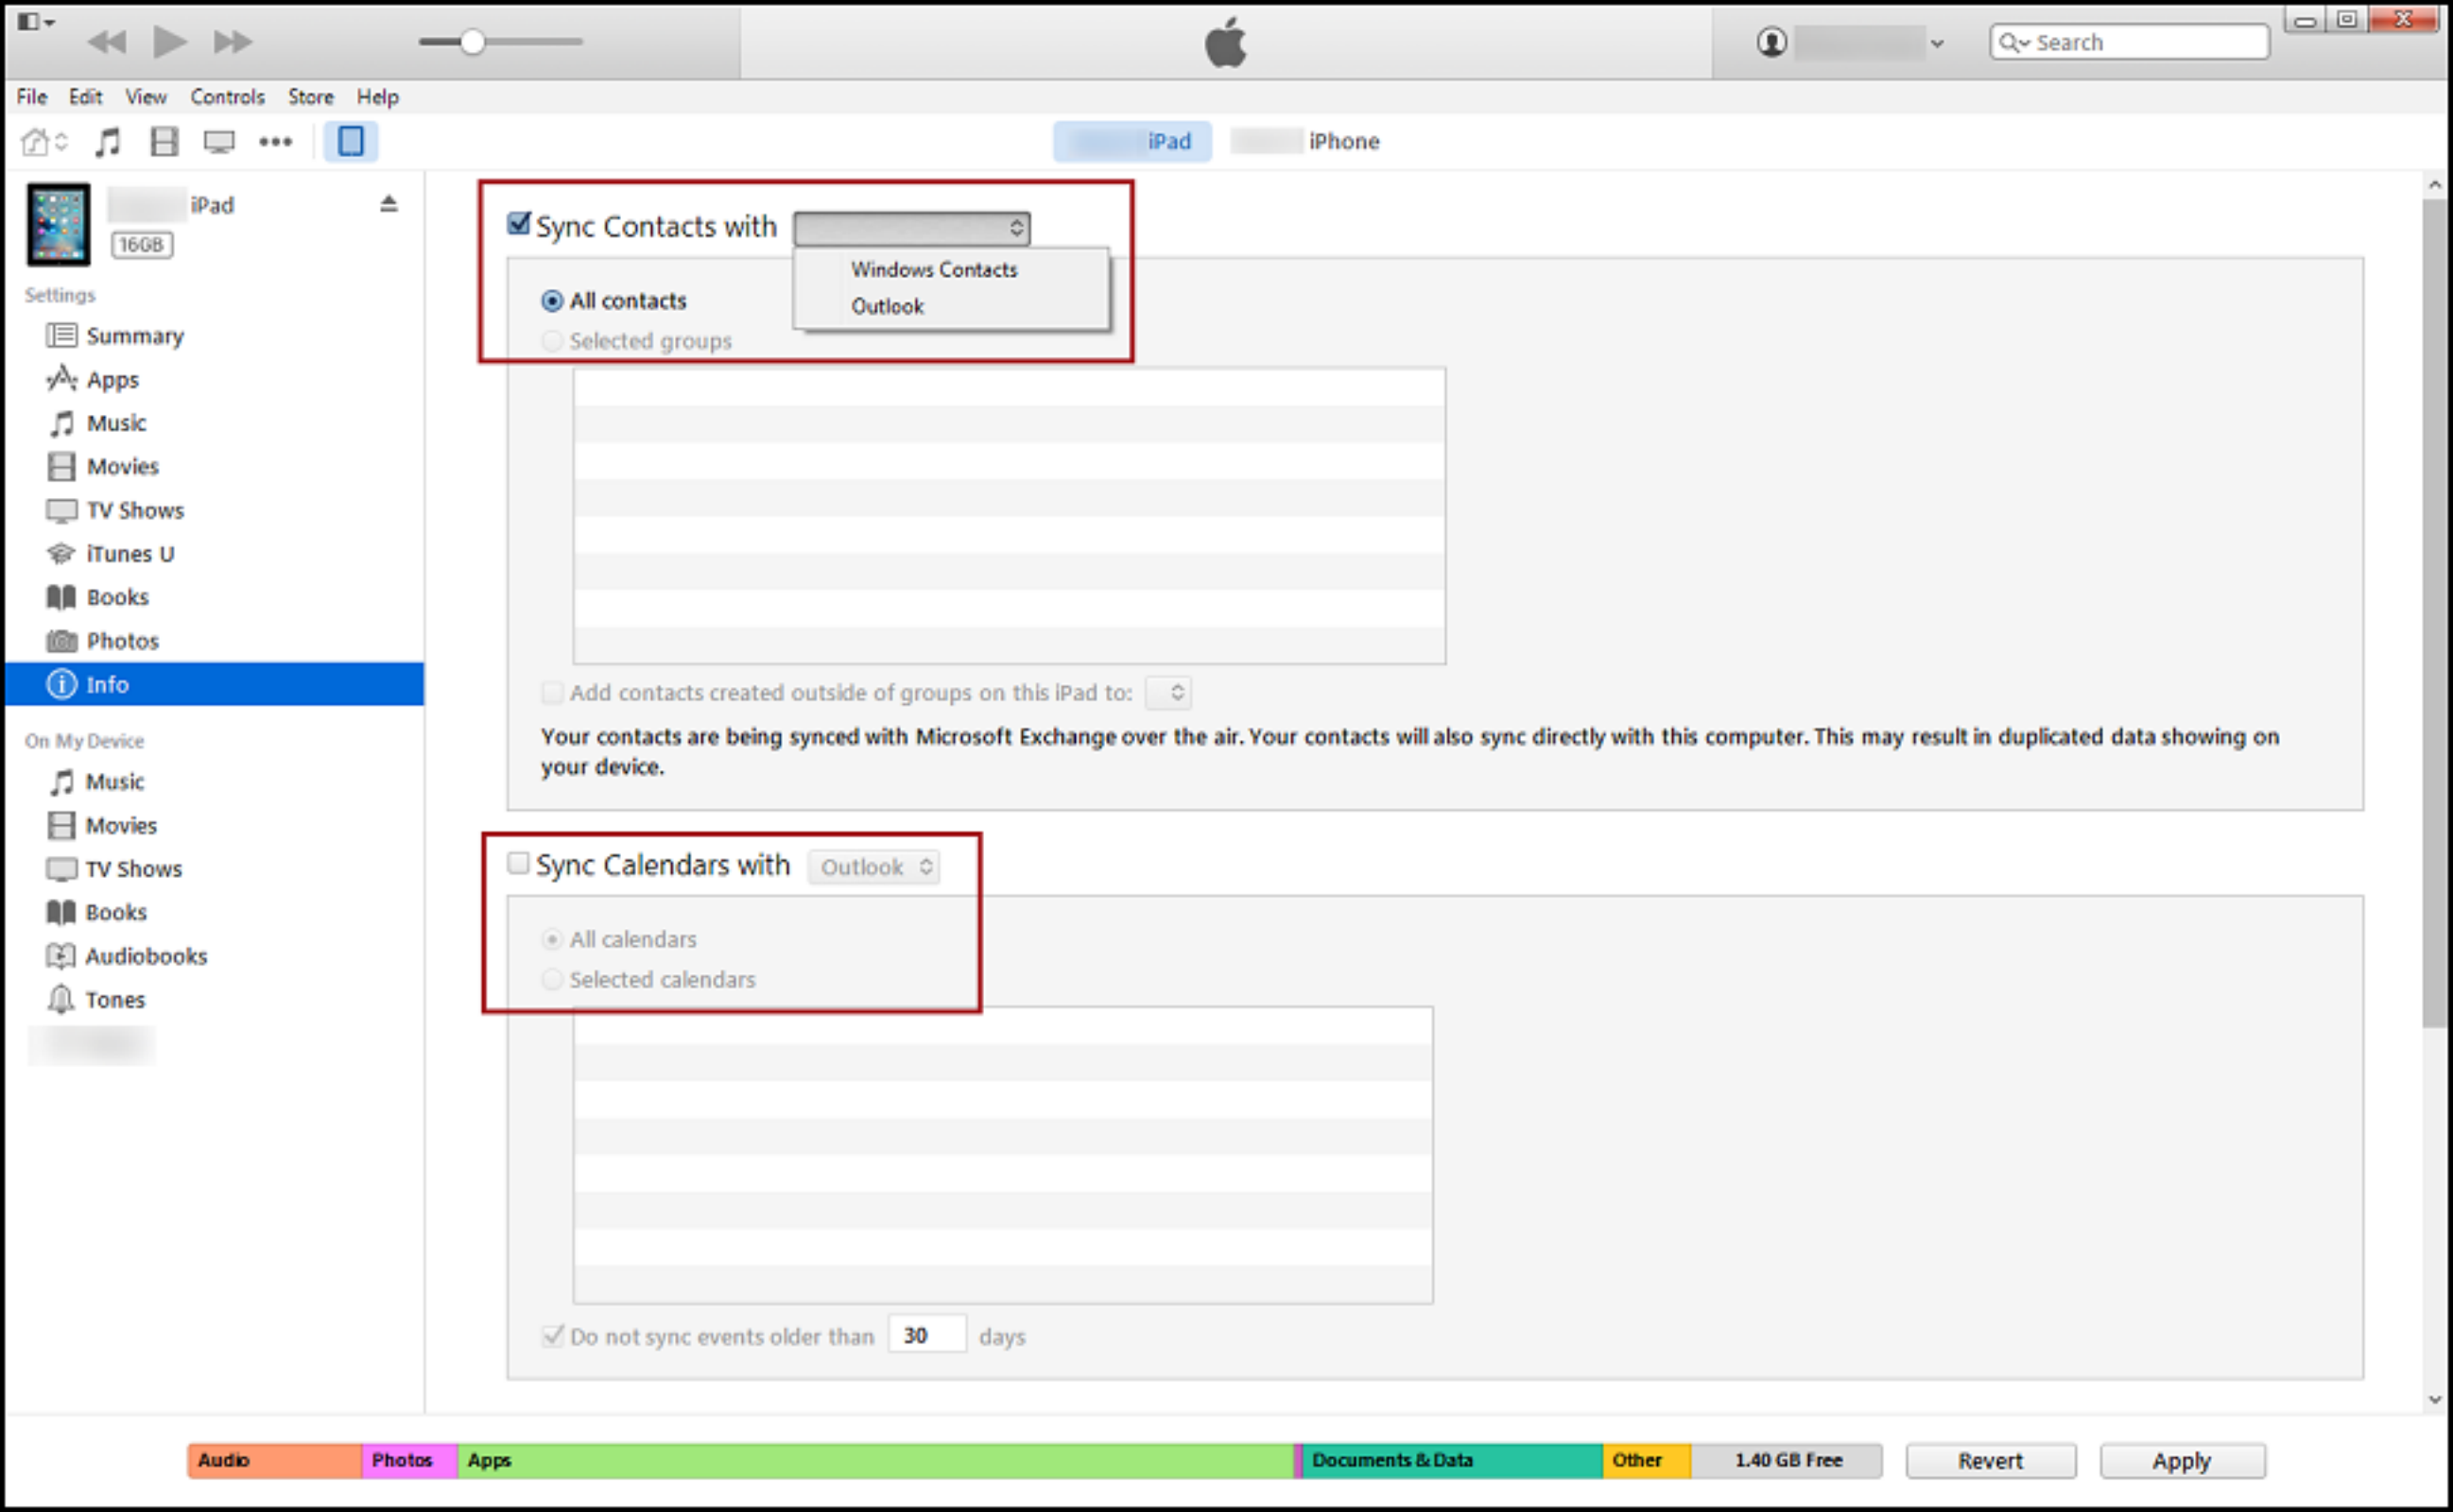 Search
File Edit View Controls Store Help
iPad iPhone
iPad
16GB
Settings
Summary
Apps
Music
Movies
TV Shows
iTunes U
Books
Photos
Info
On My Device
Music
Movies
TV Shows
Books
Audiobooks
Tones
Sync Contacts with
Windows Contacts
Outlook
All contacts
Selected groups
Add contacts created outside of groups on this iPad to:
Your contacts are being synced with Microsoft Exchange over the air. Your contacts will also sync directly with this computer. This may result in duplicated data showing on
your device.
Sync Calendars with Outlook
All calendars
Selected calendars
Do not sync events older than 30 days
Audio Photos Apps Documents & Data Other 1.40 GB Free Revert Apply